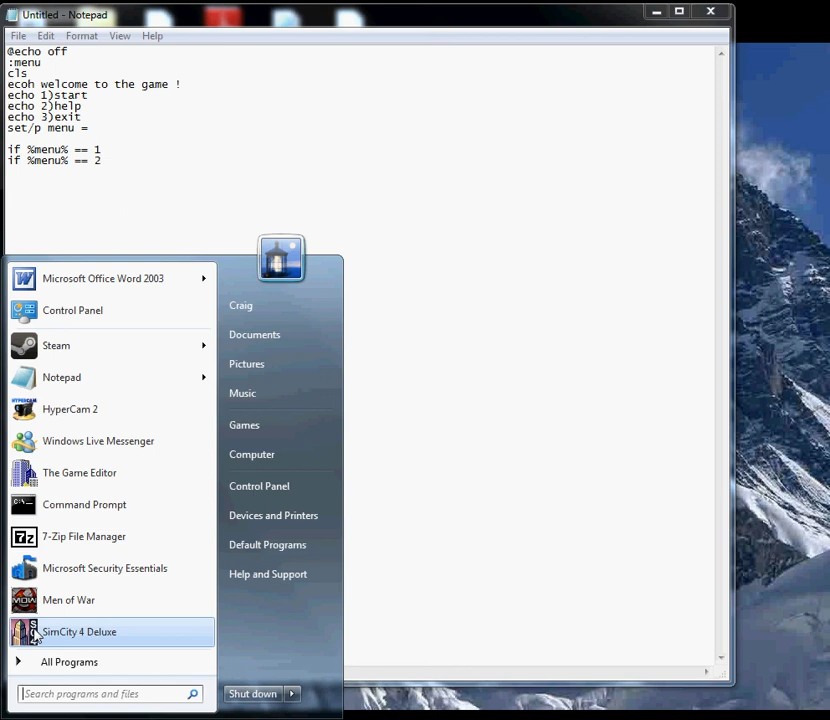 Untitled - Notepad
File Edit Format View Help
@echo off
:menu
cls
ecoh welcome to the game !
echo 1)start
echo 2)help
echo 3)exit
set/p menu =
if %menu% == 1
if %menu% == 2
Microsoft Office Word 2003
Control Panel
Steam
Notepad
HyperCam 2
Windows Live Messenger
The Game Editor
Command Prompt
7-Zip File Manager
Microsoft Security Essentials
Men of War
SimCity 4 Deluxe
All Programs
Search programs and files
Craig
Documents
Pictures
Music
Games
Computer
Control Panel
Devices and Printers
Default Programs
Help and Support
Shut down